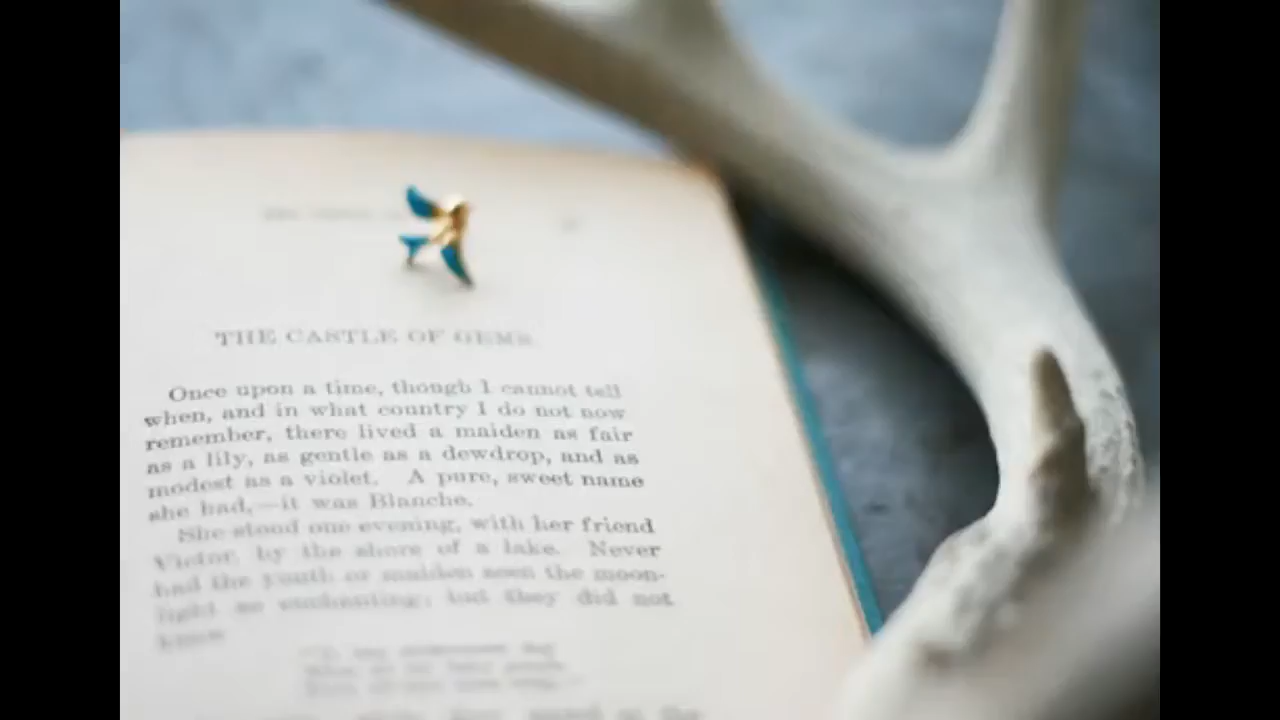 THE CASTLE OF GEMS.
Once upon a time, though I cannot tell
when, and in what country I do not now
remember, there lived a maiden as fair
as a lily, as gentle as a dewdrop, and as
modest as a violet. A pure, sweet name
she had,—it was Blanche.
She stood one evening, with her friend
Victor, by the shore of a lake. Never
had the youth or maiden seen the moon-
light so enchanting; and they did not
know